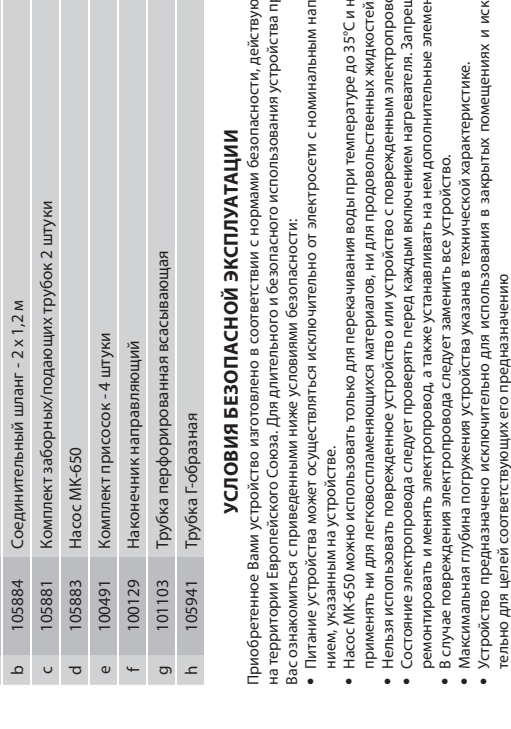 b 105884 Соединительный шланг - 2 x 1,2 м
c 105881 Комплект заборных/подающих трубок 2 штуки
d 105883 Насос МК-650
e 100491 Комплект присосок - 4 штуки
f 100129 Наконечник направляющий
g 101103 Трубка перфорированная всасывающая
h 105941 Трубка Г-образная
УСЛОВИЯ БЕЗОПАСНОЙ ЭКСПЛУАТАЦИИ
Приобретенное Вами устройство изготовлено в соответствии с нормами безопасности, действую
на территории Европейского Союза. Для длительного и безопасного использования устройства п
Вас ознакомиться с приведенными ниже условиями безопасности:
• Питание устройства может осуществляться исключительно от электросети с номинальным нап
нием, указанным на устройстве.
• Насос МК-650 можно использовать только для перекачивания воды при температуре до 35°С и н
применять ни для легковоспламеняющихся материалов, ни для продовольственных жидкостей
• Нельзя использовать поврежденное устройство или устройство с поврежденным электропрово
• Состояние электропровода следует проверять перед каждым включением нагревателя. Запрещ
ремонтировать и менять электропровод, а также устанавливать на нем дополнительные элемен
• В случае повреждения электропровода следует заменить все устройство.
• Максимальная глубина погружения устройства указана в технической характеристике.
• Устройство предназначено исключительно для использования в закрытых помещениях и иск
тельно для целей соответствующих его предназначению